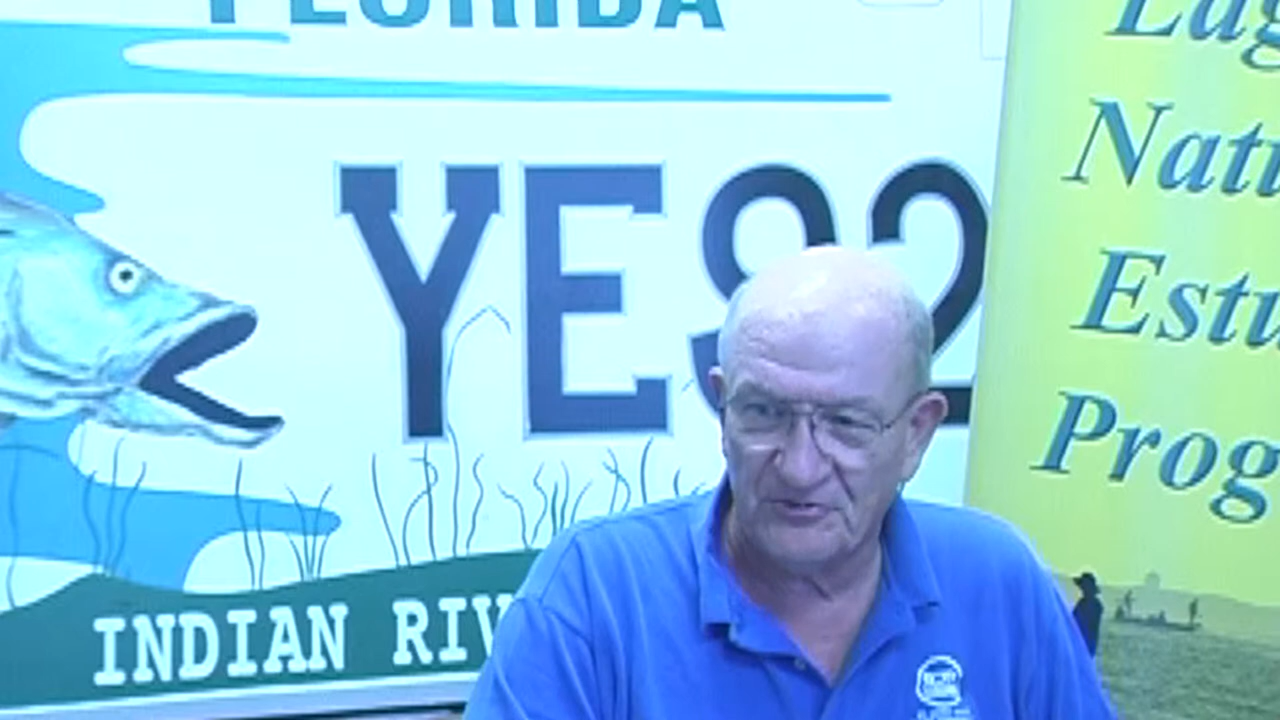 FLORIDA
YES2
INDIAN RIV
Lag
Natu
Estu
Prog